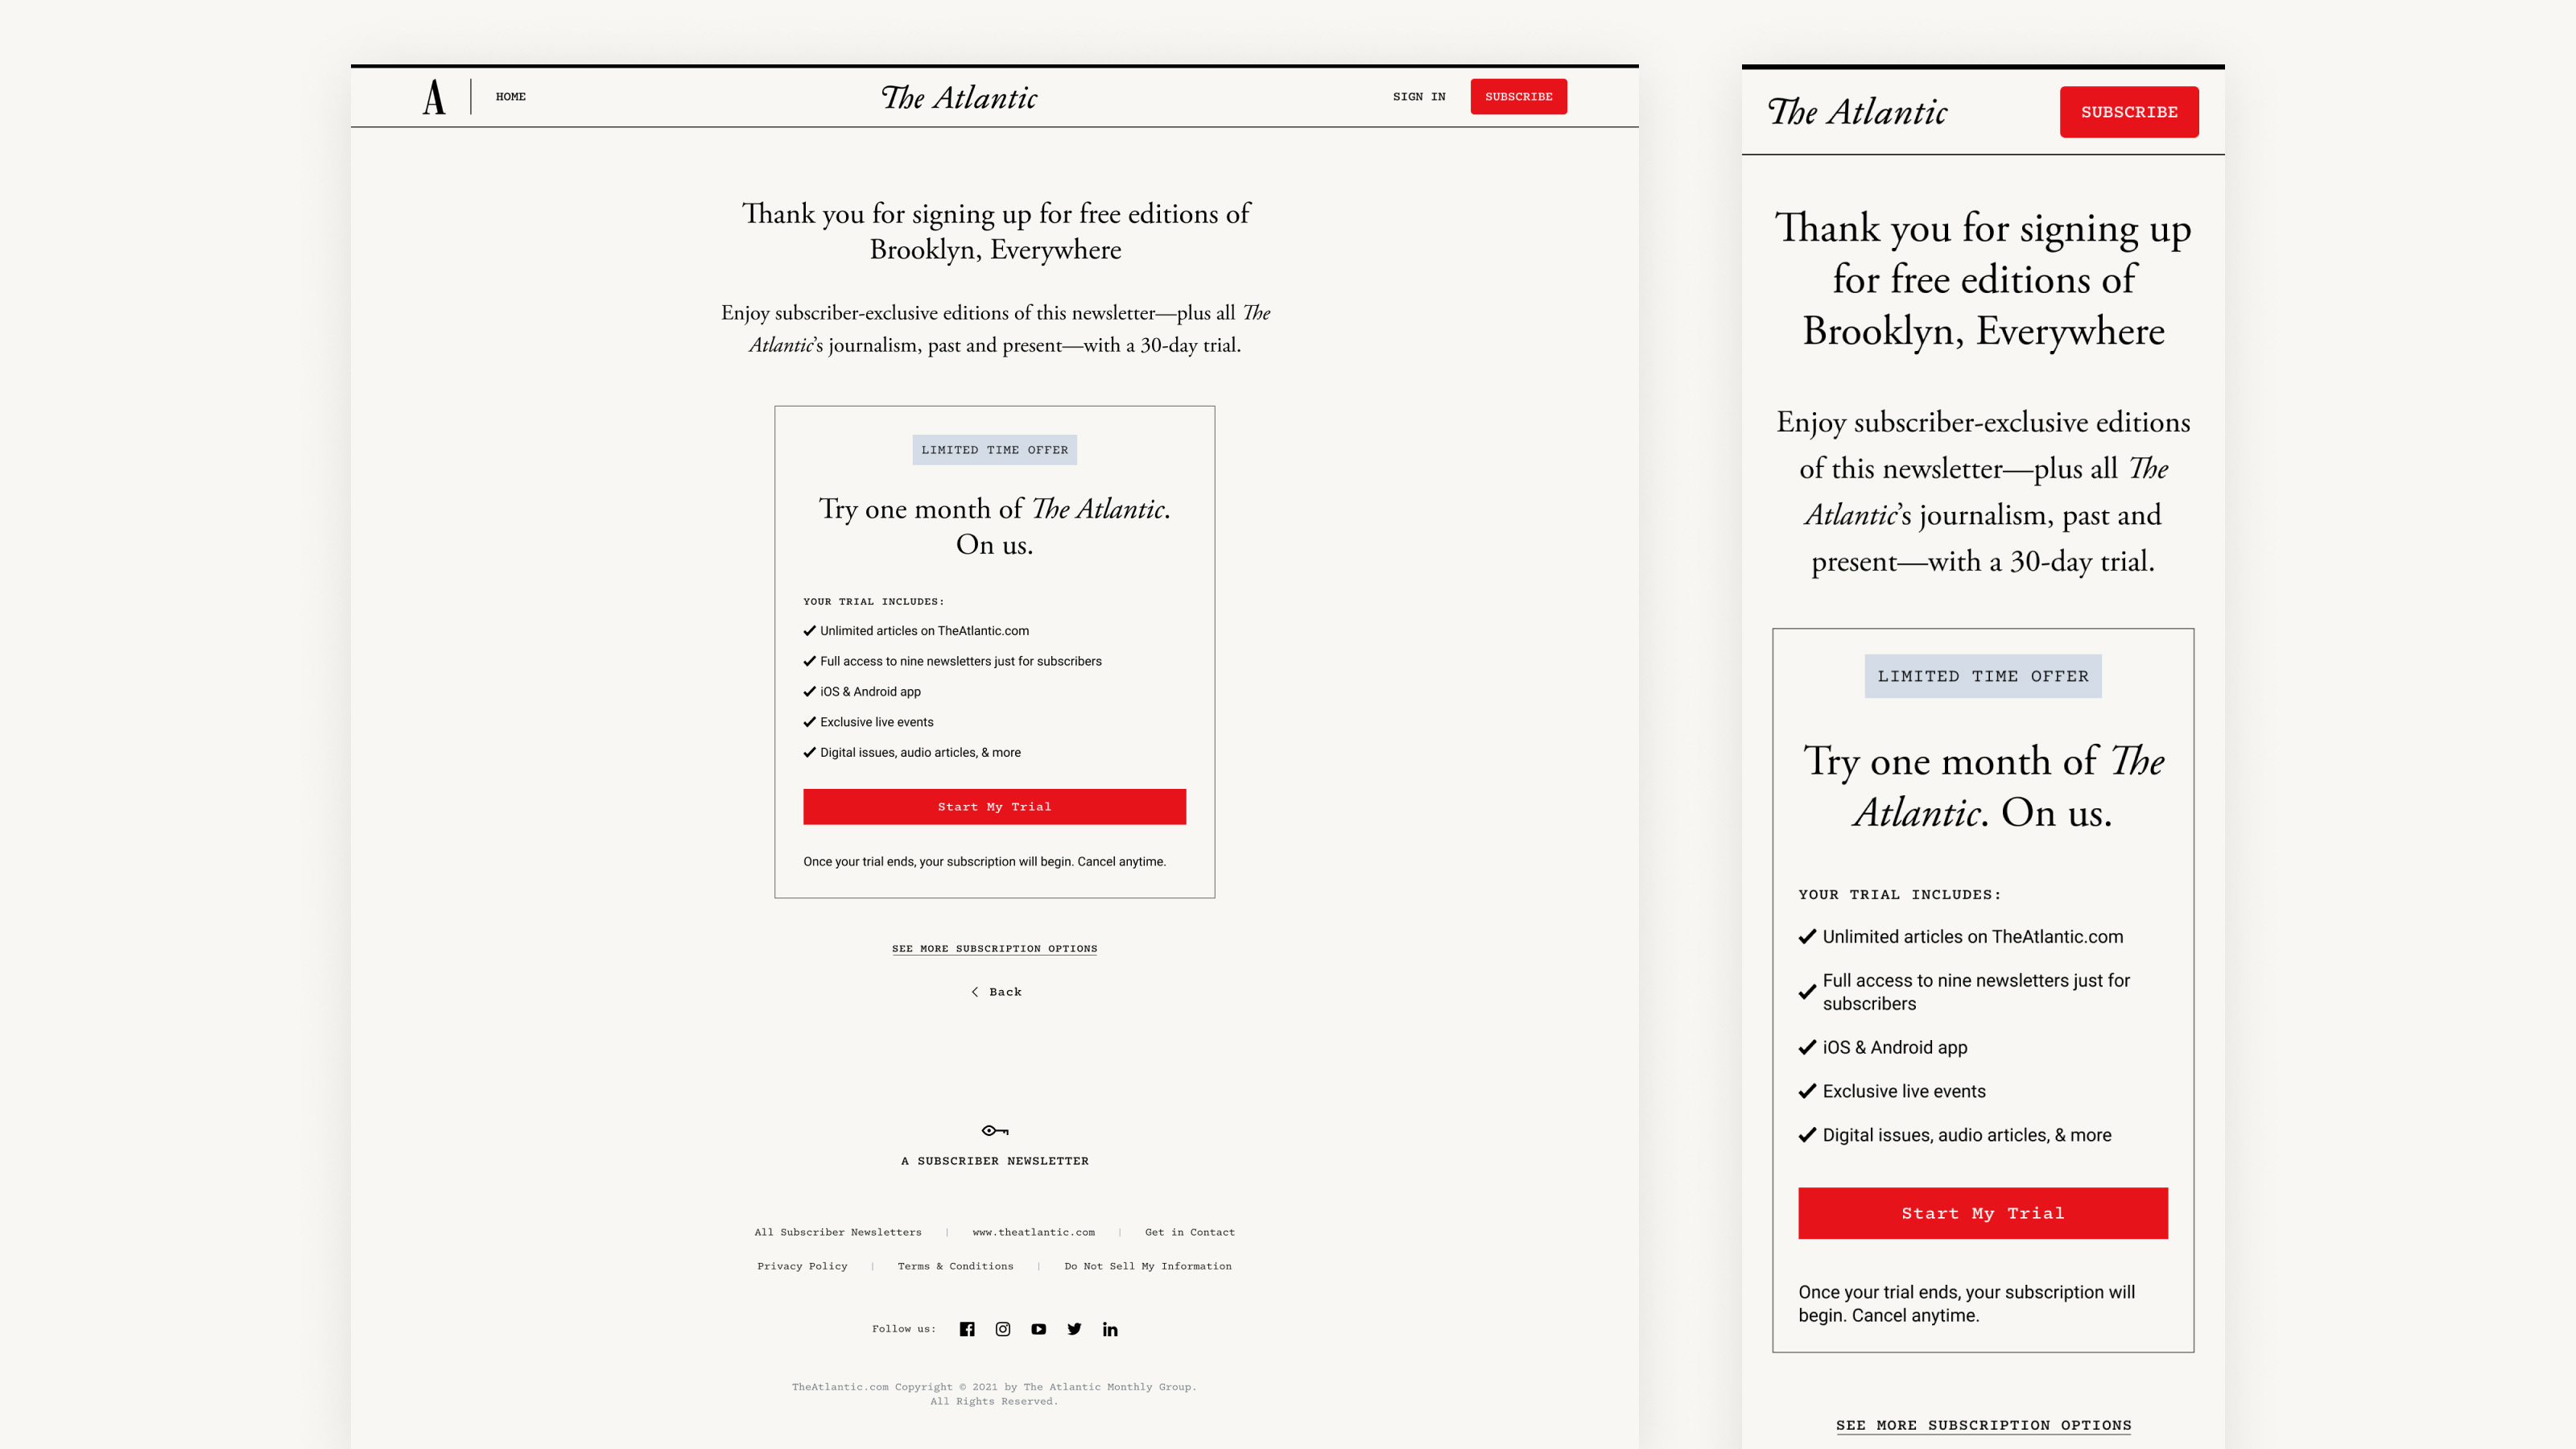 A
HOME
The Atlantic
SIGN IN
SUBSCRIBE
Thank you for signing up for free editions of
Brooklyn, Everywhere
Enjoy subscriber-exclusive editions of this newsletter—plus all The
Atlantic’s journalism, past and present—with a 30-day trial.
LIMITED TIME OFFER
Try one month of The Atlantic.
On us.
YOUR TRIAL INCLUDES:
Unlimited articles on TheAtlantic.com
Full access to nine newsletters just for subscribers
iOS & Android app
Exclusive live events
Digital issues, audio articles, & more
Start My Trial
Once your trial ends, your subscription will begin. Cancel anytime.
SEE MORE SUBSCRIPTION OPTIONS
Back
A SUBSCRIBER NEWSLETTER
All Subscriber Newsletters | www.theatlantic.com | Get in Contact
Privacy Policy | Terms & Conditions | Do Not Sell My Information
Follow us:
TheAtlantic.com Copyright © 2021 by The Atlantic Monthly Group.
All Rights Reserved.
The Atlantic
SUBSCRIBE
Thank you for signing up
for free editions of
Brooklyn, Everywhere
Enjoy subscriber-exclusive editions
of this newsletter—plus all The
Atlantic’s journalism, past and
present—with a 30-day trial.
LIMITED TIME OFFER
Try one month of The
Atlantic. On us.
YOUR TRIAL INCLUDES:
Unlimited articles on TheAtlantic.com
Full access to nine newsletters just for
subscribers
iOS & Android app
Exclusive live events
Digital issues, audio articles, & more
Start My Trial
Once your trial ends, your subscription will
begin. Cancel anytime.
SEE MORE SUBSCRIPTION OPTIONS